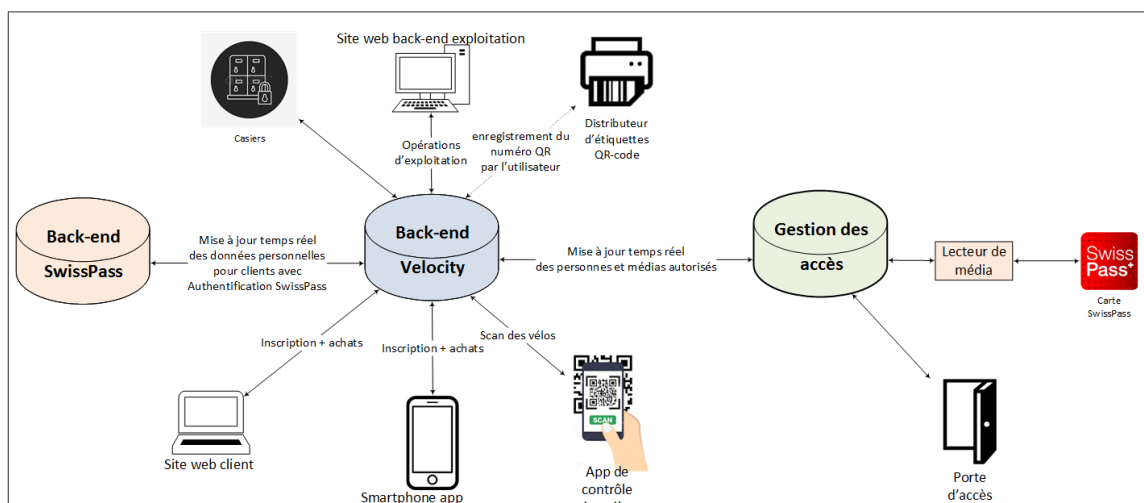 Site web back-end exploitation
Casiers
Opérations
d'exploitation
enregistrement du
numéro QR
par l'utilisateur
Distributeur
d'étiquettes
QR-code
Back-end
SwissPass
Mise à jour temps réel
des données personnelles
pour clients avec
Authentification SwissPass
Back-end
Velocity
Mise à jour temps réel
des personnes et médias autorisés
Gestion des
accès
Lecteur de
média
Swiss
Pass+
Carte
SwissPass
Inscription + achats
Inscription + achats
Scan des vélos
SCAN
Site web client
Smartphone app
App de
contrôle
Porte
d'accès